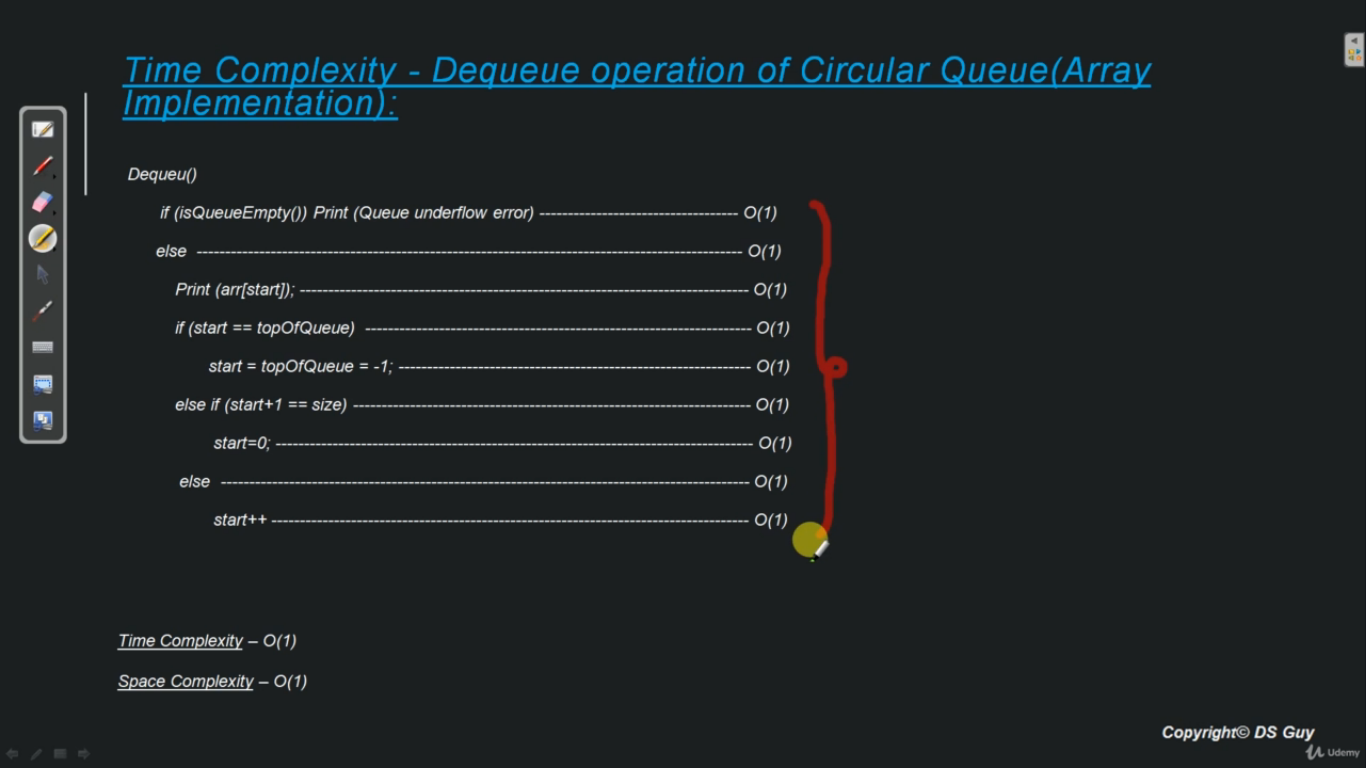 Time Complexity - Dequeue operation of Circular Queue(Array
Implementation):
Dequeu()
if (isQueueEmpty()) Print (Queue underflow error) ----------------------------------- O(1)
else ------------------------------------------------------------------------------------------------ O(1)
Print (arr[start]); ------------------------------------------------------------------------------- O(1)
if (start == topOfQueue) -------------------------------------------------------------------- O(1)
start = topOfQueue = -1; -------------------------------------------------------------- O(1)
else if (start+1 == size) ---------------------------------------------------------------------- O(1)
start=0; ------------------------------------------------------------------------------------ O(1)
else --------------------------------------------------------------------------------------------- O(1)
start++ ------------------------------------------------------------------------------------ O(1)
Time Complexity – O(1)
Space Complexity – O(1)
Copyright© DS Guy
Udemy